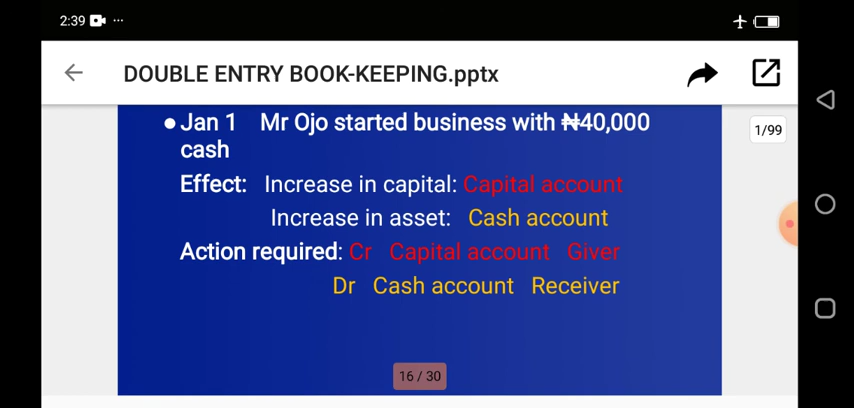 2:39 ...
DOUBLE ENTRY BOOK-KEEPING.pptx
1/99
● Jan 1 Mr Ojo started business with ₦40,000
cash
Effect: Increase in capital: Capital account
Increase in asset: Cash account
Action required: Cr Capital account Giver
Dr Cash account Receiver
16 / 30